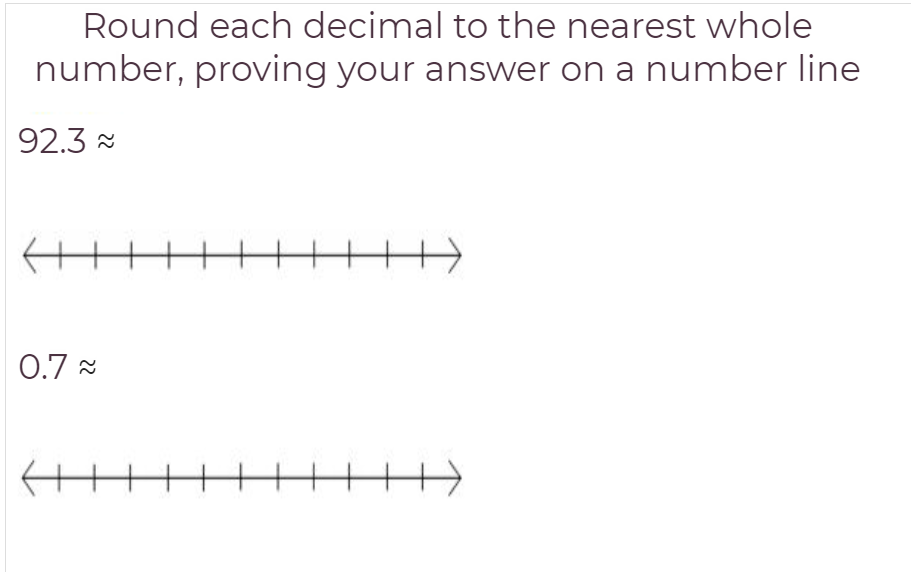 Round each decimal to the nearest whole
number, proving your answer on a number line
92.3 ≈
0.7 ≈